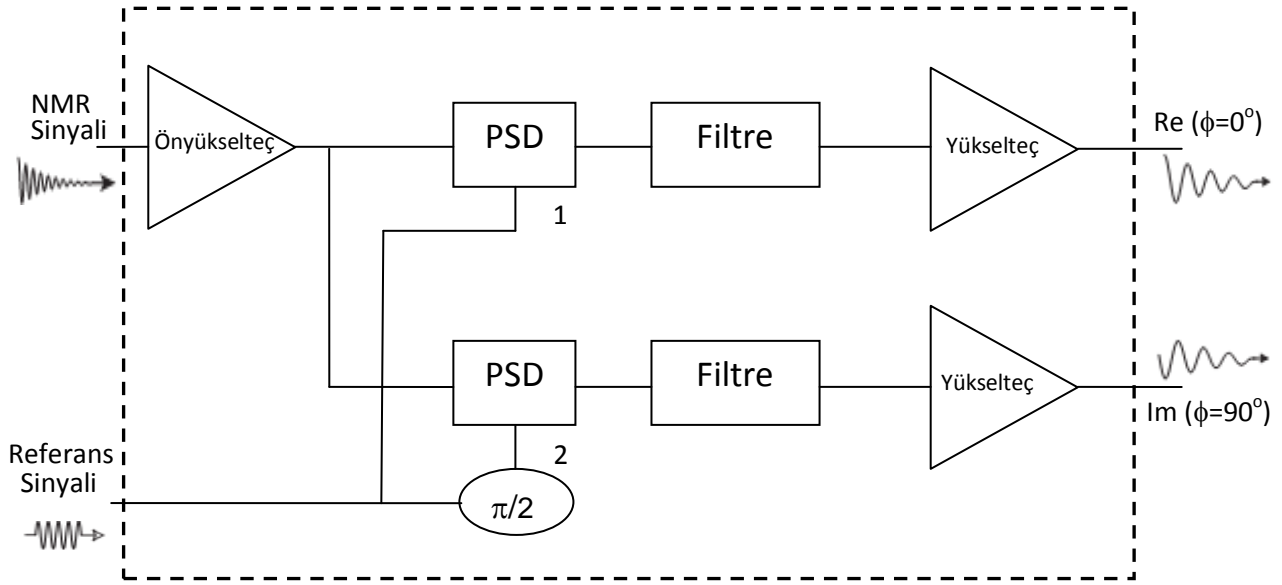 NMR
Sinyali
Önyükselteç
PSD
1
Filtre
Yükselteç
Re (ϕ=0°)
PSD
2
Filtre
Yükselteç
Im (ϕ=90°)
Referans
Sinyali
π/2